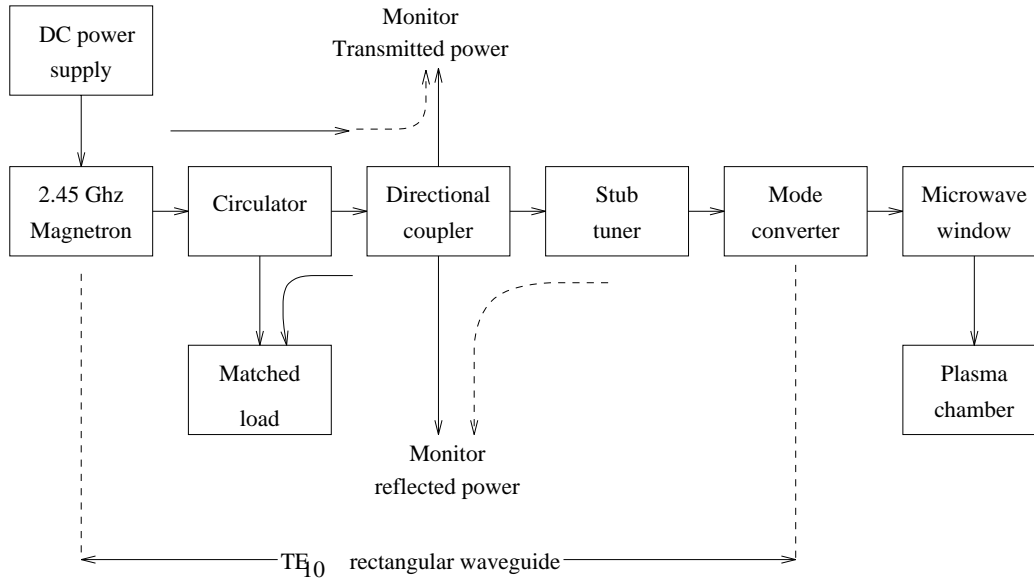 Monitor
Transmitted power
DC power
supply
2.45 Ghz
Magnetron
Circulator
Directional
coupler
Stub
tuner
Mode
converter
Microwave
window
Matched
load
Plasma
chamber
Monitor
reflected power
TE10 rectangular waveguide